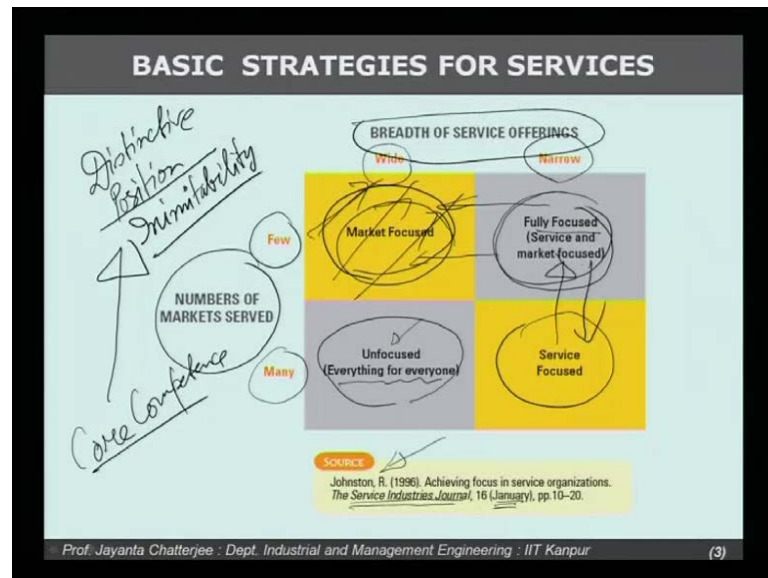 BASIC STRATEGIES FOR SERVICES
Distinctive
Position
Inimitability
Core Competence
BREADTH OF SERVICE OFFERINGS
Wide
Narrow
NUMBERS OF
MARKETS SERVED
Few
Many
Market Focused
Fully Focused
(Service and
market focused)
Unfocused
(Everything for everyone)
Service
Focused
SOURCE
Johnston, R. (1996). Achieving focus in service organizations.
The Service Industries Journal, 16 (January), pp.10–20.
Prof. Jayanta Chatterjee : Dept. Industrial and Management Engineering : IIT Kanpur
(3)